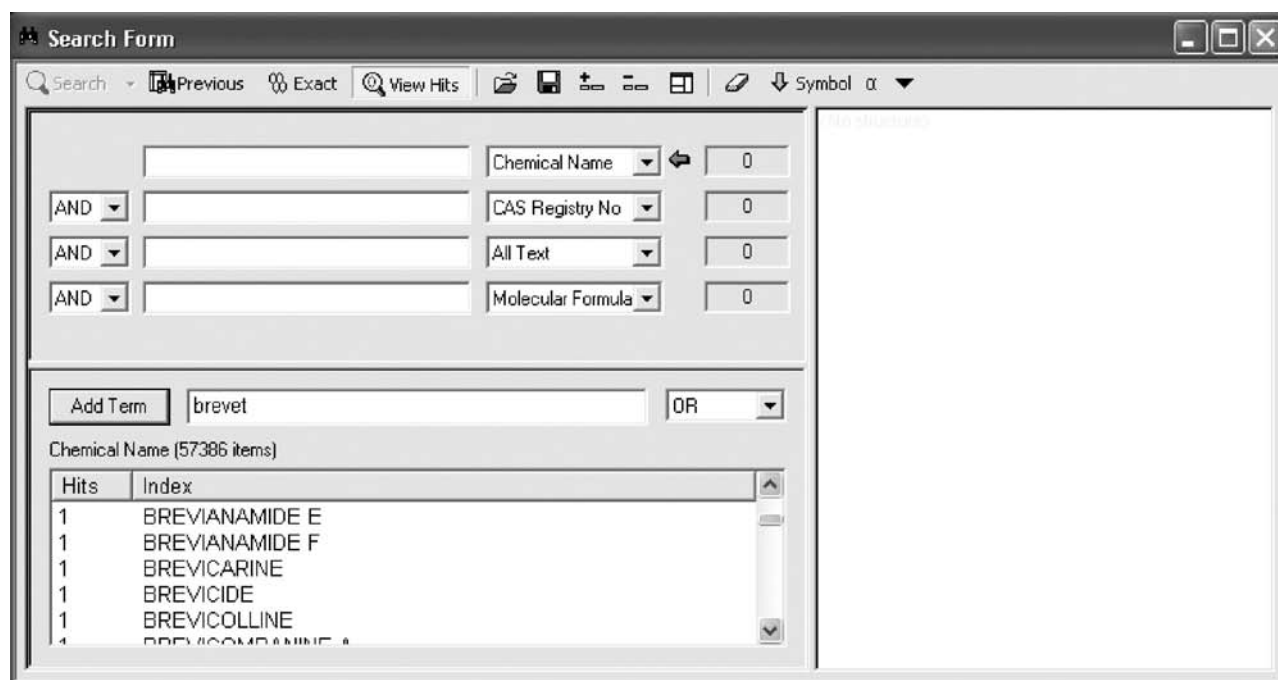 Search Form
Search Previous Exact View Hits Symbol α
No structure
Chemical Name 0
AND CAS Registry No 0
AND All Text 0
AND Molecular Formula 0
Add Term brevet OR
Chemical Name (57386 items)
Hits Index
1 BREVIANAMIDE E
1 BREVIANAMIDE F
1 BREVICARINE
1 BREVICIDE
1 BREVICOLLINE